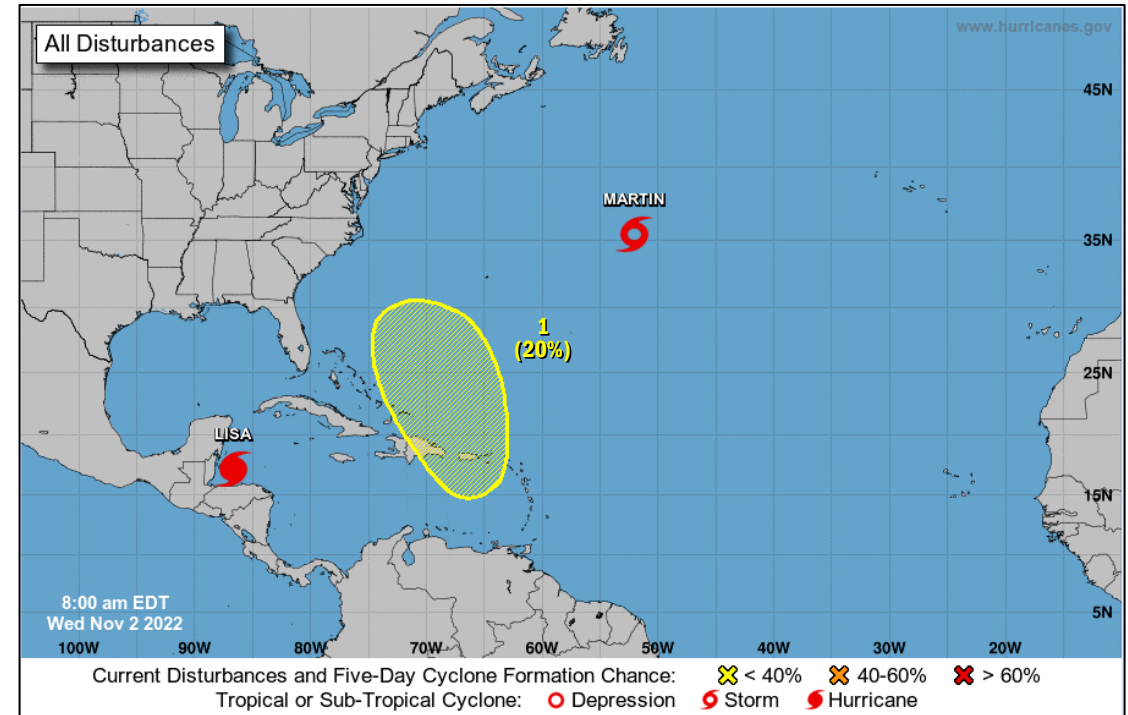 All Disturbances
www.hurricanes.gov
45N
MARTIN
35N
1
(20%)
25N
LISA
15N
8:00 am EDT
Wed Nov 2 2022
5N
100W 90W 80W 70W 60W 50W 40W 30W 20W
Current Disturbances and Five-Day Cyclone Formation Chance: < 40% 40-60% > 60%
Tropical or Sub-Tropical Cyclone: Depression Storm Hurricane